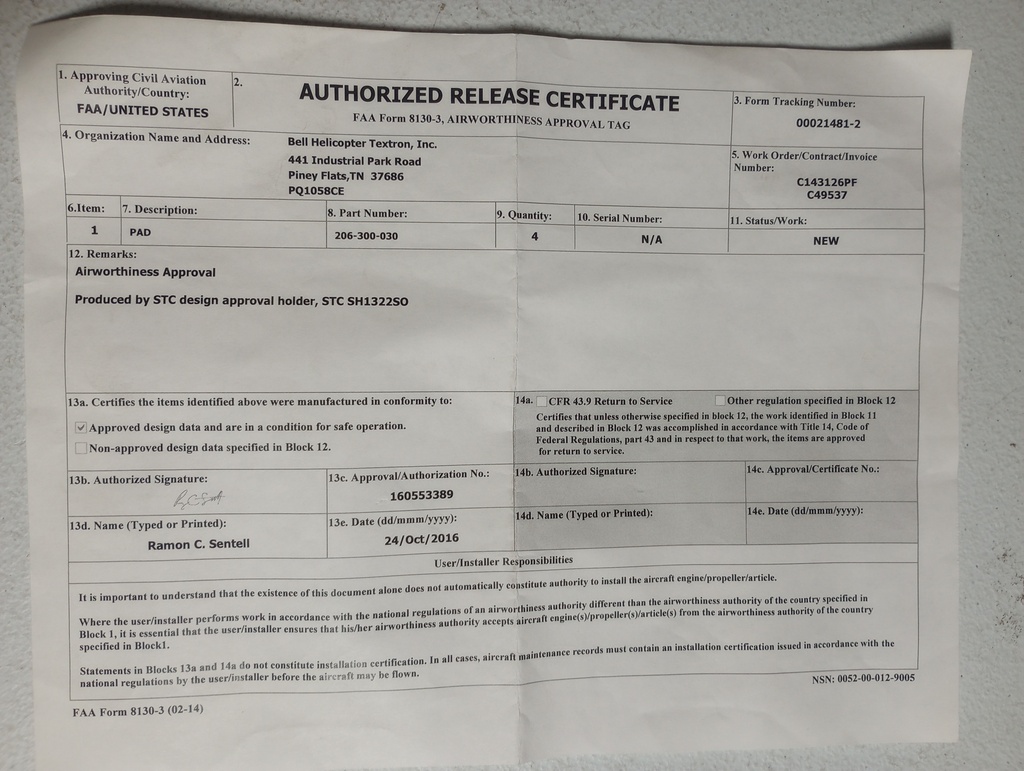 1. Approving Civil Aviation
Authority/Country:
FAA/UNITED STATES
2.
AUTHORIZED RELEASE CERTIFICATE
FAA Form 8130-3, AIRWORTHINESS APPROVAL TAG
3. Form Tracking Number:
00021481-2
4. Organization Name and Address:
Bell Helicopter Textron, Inc.
441 Industrial Park Road
Piney Flats,TN 37686
PQ1058CE
5. Work Order/Contract/Invoice
Number:
C143126PF
C49537
6.Item:
7. Description:
8. Part Number:
9. Quantity:
10. Serial Number:
11. Status/Work:
1
PAD
206-300-030
4
N/A
NEW
12. Remarks:
Airworthiness Approval
Produced by STC design approval holder, STC SH1322SO
13a. Certifies the items identified above were manufactured in conformity to:
Approved design data and are in a condition for safe operation.
Non-approved design data specified in Block 12.
14a. CFR 43.9 Return to Service Other regulation specified in Block 12
Certifies that unless otherwise specified in block 12, the work identified in Block 11
and described in Block 12 was accomplished in accordance with Title 14, Code of
Federal Regulations, part 43 and in respect to that work, the items are approved
for return to service.
13b. Authorized Signature:
13c. Approval/Authorization No.:
160553389
14b. Authorized Signature:
14c. Approval/Certificate No.:
13d. Name (Typed or Printed):
Ramon C. Sentell
13e. Date (dd/mmm/yyyy):
24/Oct/2016
14d. Name (Typed or Printed):
14e. Date (dd/mmm/yyyy):
User/Installer Responsibilities
It is important to understand that the existence of this document alone does not automatically constitute authority to install the aircraft engine/propeller/article.
Where the user/installer performs work in accordance with the national regulations of an airworthiness authority different than the airworthiness authority of the country specified in
Block 1, it is essential that the user/installer ensures that his/her airworthiness authority accepts aircraft engine(s)/propeller(s)/article(s) from the airworthiness authority of the country
specified in Block1.
Statements in Blocks 13a and 14a do not constitute installation certification. In all cases, aircraft maintenance records must contain an installation certification issued in accordance with the
national regulations by the user/installer before the aircraft may be flown.
NSN: 0052-00-012-9005
FAA Form 8130-3 (02-14)